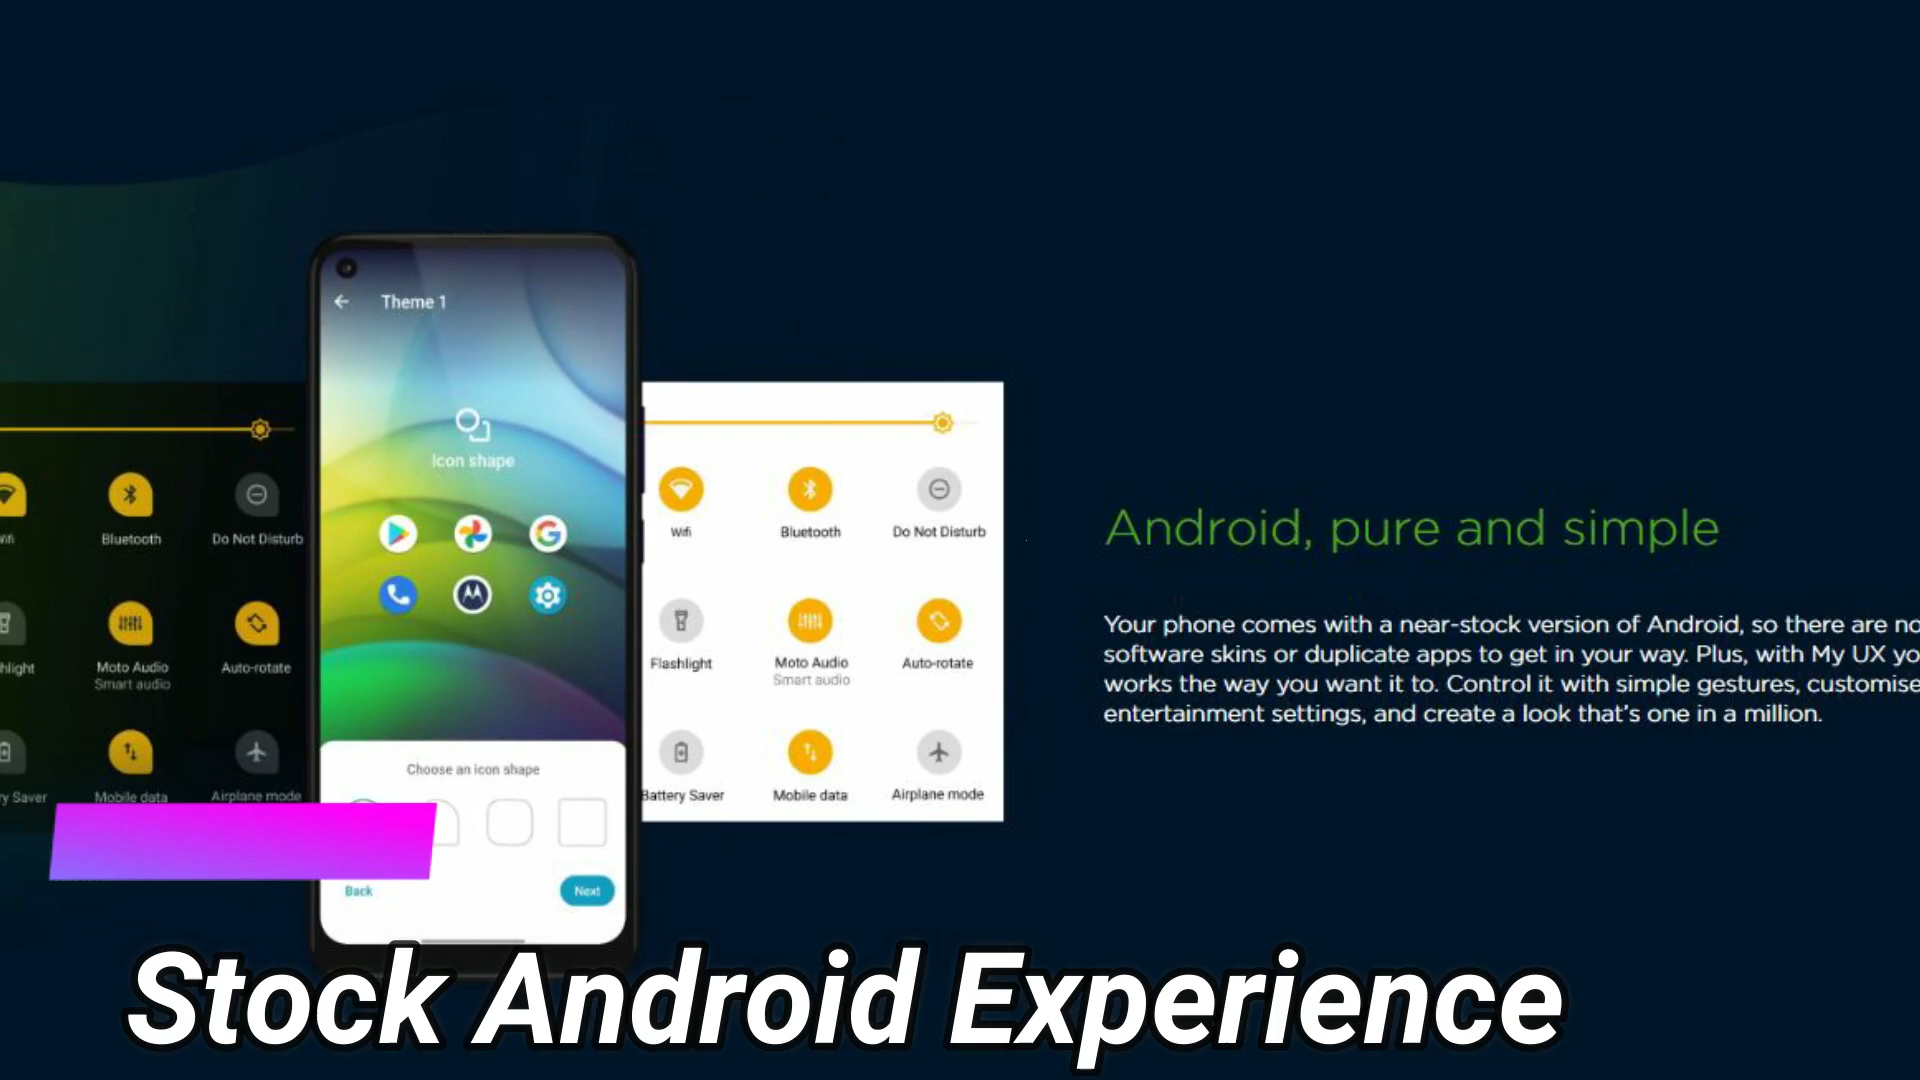 Theme 1
Icon shape
Bluetooth
Do Not Disturb
Moto Audio
Smart audio
Auto-rotate
Mobile data
Airplane mode
Choose an icon shape
Back
Next
Wifi
Bluetooth
Do Not Disturb
Flashlight
Moto Audio
Smart audio
Auto-rotate
Battery Saver
Mobile data
Airplane mode
Android, pure and simple
Your phone comes with a near-stock version of Android, so there are no
software skins or duplicate apps to get in your way. Plus, with My UX yo
works the way you want it to. Control it with simple gestures, customise
entertainment settings, and create a look that's one in a million.
Stock Android Experience